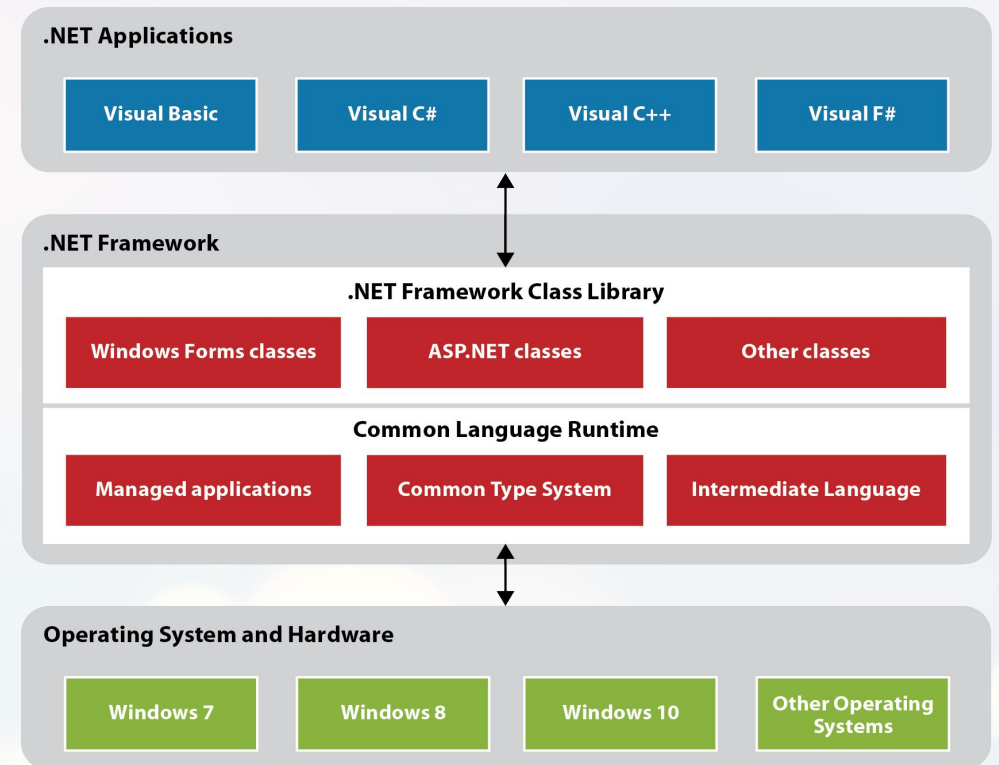 .NET Applications
Visual Basic
Visual C#
Visual C++
Visual F#
.NET Framework
.NET Framework Class Library
Windows Forms classes
ASP.NET classes
Other classes
Common Language Runtime
Managed applications
Common Type System
Intermediate Language
Operating System and Hardware
Windows 7
Windows 8
Windows 10
Other Operating
Systems